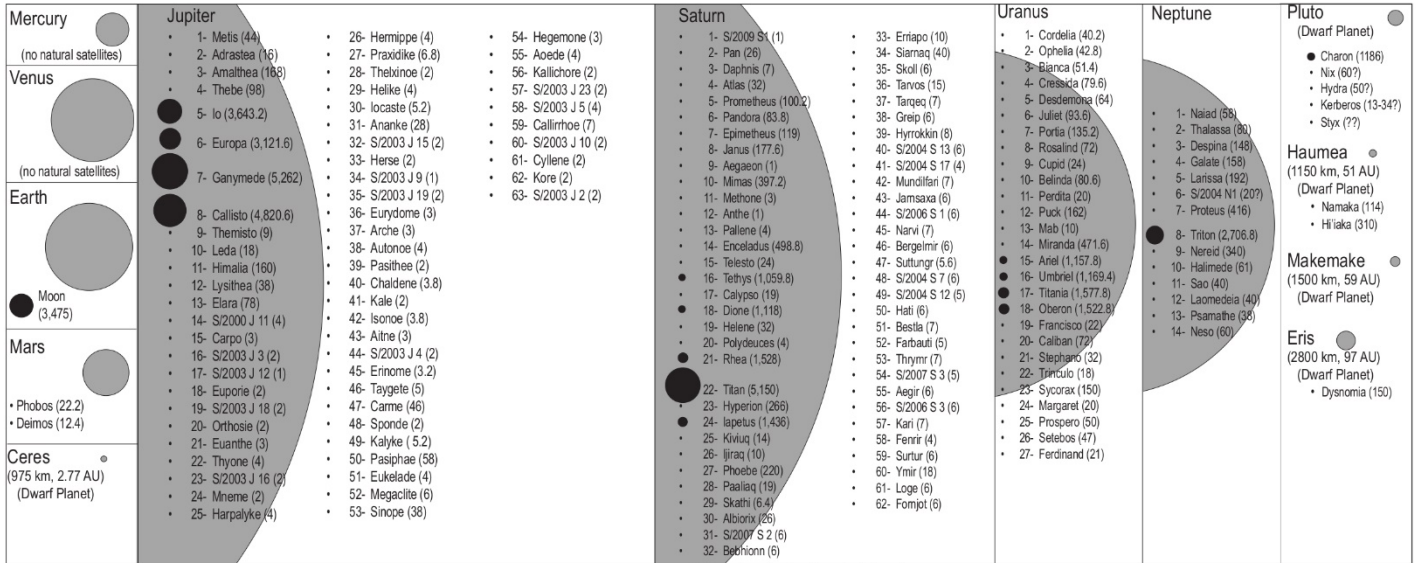 Mercury
(no natural satellites)
Venus
(no natural satellites)
Earth
Moon
(3,475)
Mars
• Phobos (22.2)
• Deimos (12.4)
Ceres
(975 km, 2.77 AU)
(Dwarf Planet)
Jupiter
• 1- Metis (44)
• 2- Adrastea (16)
• 3- Amalthea (168)
• 4- Thebe (98)
5- Io (3,643.2)
6- Europa (3,121.6)
7- Ganymede (5,262)
8- Callisto (4,820.6)
• 9- Themisto (9)
• 10- Leda (18)
• 11- Himalia (160)
• 12- Lysithea (38)
• 13- Elara (78)
• 14- S/2000 J 11 (4)
• 15- Carpo (3)
• 16- S/2003 J 3 (2)
• 17- S/2003 J 12 (1)
• 18- Euporie (2)
• 19- S/2003 J 18 (2)
• 20- Orthosie (2)
• 21- Euanthe (3)
• 22- Thyone (4)
• 23- S/2003 J 16 (2)
• 24- Mneme (2)
• 25- Harpalyke (4)
• 26- Hermippe (4)
• 27- Praxidike (6.8)
• 28- Thelxinoe (2)
• 29- Helike (4)
• 30- Iocaste (5.2)
• 31- Ananke (28)
• 32- S/2003 J 15 (2)
• 33- Herse (2)
• 34- S/2003 J 9 (1)
• 35- S/2003 J 19 (2)
• 36- Eurydome (3)
• 37- Arche (3)
• 38- Autonoe (4)
• 39- Pasithee (2)
• 40- Chaldene (3.8)
• 41- Kale (2)
• 42- Isonoe (3.8)
• 43- Aitne (3)
• 44- S/2003 J 4 (2)
• 45- Erinome (3.2)
• 46- Taygete (5)
• 47- Carme (46)
• 48- Sponde (2)
• 49- Kalyke ( 5.2)
• 50- Pasiphae (58)
• 51- Eukelade (4)
• 52- Megaclite (6)
• 53- Sinope (38)
• 54- Hegemone (3)
• 55- Aoede (4)
• 56- Kallichore (2)
• 57- S/2003 J 23 (2)
• 58- S/2003 J 5 (4)
• 59- Callirrhoe (7)
• 60- S/2003 J 10 (2)
• 61- Cyllene (2)
• 62- Kore (2)
• 63- S/2003 J 2 (2)
Saturn
• 1- S/2009 S1 (1)
• 2- Pan (26)
• 3- Daphnis (7)
• 4- Atlas (32)
• 5- Prometheus (100.2)
• 6- Pandora (83.8)
• 7- Epimetheus (119)
• 8- Janus (177.6)
• 9- Aegaeon (1)
• 10- Mimas (397.2)
• 11- Methone (3)
• 12- Anthe (1)
• 13- Pallene (4)
• 14- Enceladus (498.8)
• 15- Telesto (24)
16- Tethys (1,059.8)
• 17- Calypso (19)
18- Dione (1,118)
• 19- Helene (32)
• 20- Polydeuces (4)
21- Rhea (1,528)
22- Titan (5,150)
• 23- Hyperion (266)
24- Iapetus (1,436)
• 25- Kiviuq (14)
• 26- Ijiraq (10)
• 27- Phoebe (220)
• 28- Paaliaq (19)
• 29- Skathi (6.4)
• 30- Albiorix (26)
• 31- S/2007 S 2 (6)
• 32- Bebhionn (6)
• 33- Erriapo (10)
• 34- Siarnaq (40)
• 35- Skoll (6)
• 36- Tarvos (15)
• 37- Tarqeq (7)
• 38- Greip (6)
• 39- Hyrrokkin (8)
• 40- S/2004 S 13 (6)
• 41- S/2004 S 17 (4)
• 42- Mundilfari (7)
• 43- Jamsaxa (6)
• 44- S/2006 S 1 (6)
• 45- Narvi (7)
• 46- Bergelmir (6)
• 47- Suttungr (5.6)
• 48- S/2004 S 7 (6)
• 49- S/2004 S 12 (5)
• 50- Hati (6)
• 51- Bestla (7)
• 52- Farbauti (5)
• 53- Thrymr (7)
• 54- S/2007 S 3 (5)
• 55- Aegir (6)
• 56- S/2006 S 3 (6)
• 57- Kari (7)
• 58- Fenrir (4)
• 59- Surtur (6)
• 60- Ymir (18)
• 61- Loge (6)
• 62- Fornjot (6)
Uranus
• 1- Cordelia (40.2)
• 2- Ophelia (42.8)
• 3- Bianca (51.4)
• 4- Cressida (79.6)
• 5- Desdemona (64)
• 6- Juliet (93.6)
• 7- Portia (135.2)
• 8- Rosalind (72)
• 9- Cupid (24)
• 10- Belinda (80.6)
• 11- Perdita (20)
• 12- Puck (162)
• 13- Mab (10)
• 14- Miranda (471.6)
15- Ariel (1,157.8)
16- Umbriel (1,169.4)
17- Titania (1,577.8)
18- Oberon (1,522.8)
• 19- Francisco (22)
• 20- Caliban (72)
• 21- Stephano (32)
• 22- Trinculo (18)
• 23- Sycorax (150)
• 24- Margaret (20)
• 25- Prospero (50)
• 26- Setebos (47)
• 27- Ferdinand (21)
Neptune
• 1- Naiad (58)
• 2- Thalassa (80)
• 3- Despina (148)
• 4- Galate (158)
• 5- Larissa (192)
• 6- S/2004 N1 (20?)
• 7- Proteus (416)
8- Triton (2,706.8)
• 9- Nereid (340)
• 10- Halimede (61)
• 11- Sao (40)
• 12- Laomedeia (40)
• 13- Psamathe (38)
• 14- Neso (60)
Pluto
(Dwarf Planet)
Charon (1186)
• Nix (60?)
• Hydra (50?)
• Kerberos (13-34?)
• Styx (??)
Haumea
(1150 km, 51 AU)
(Dwarf Planet)
• Namaka (114)
• Hi'iaka (310)
Makemake
(1500 km, 59 AU)
(Dwarf Planet)
Eris
(2800 km, 97 AU)
(Dwarf Planet)
• Dysnomia (150)